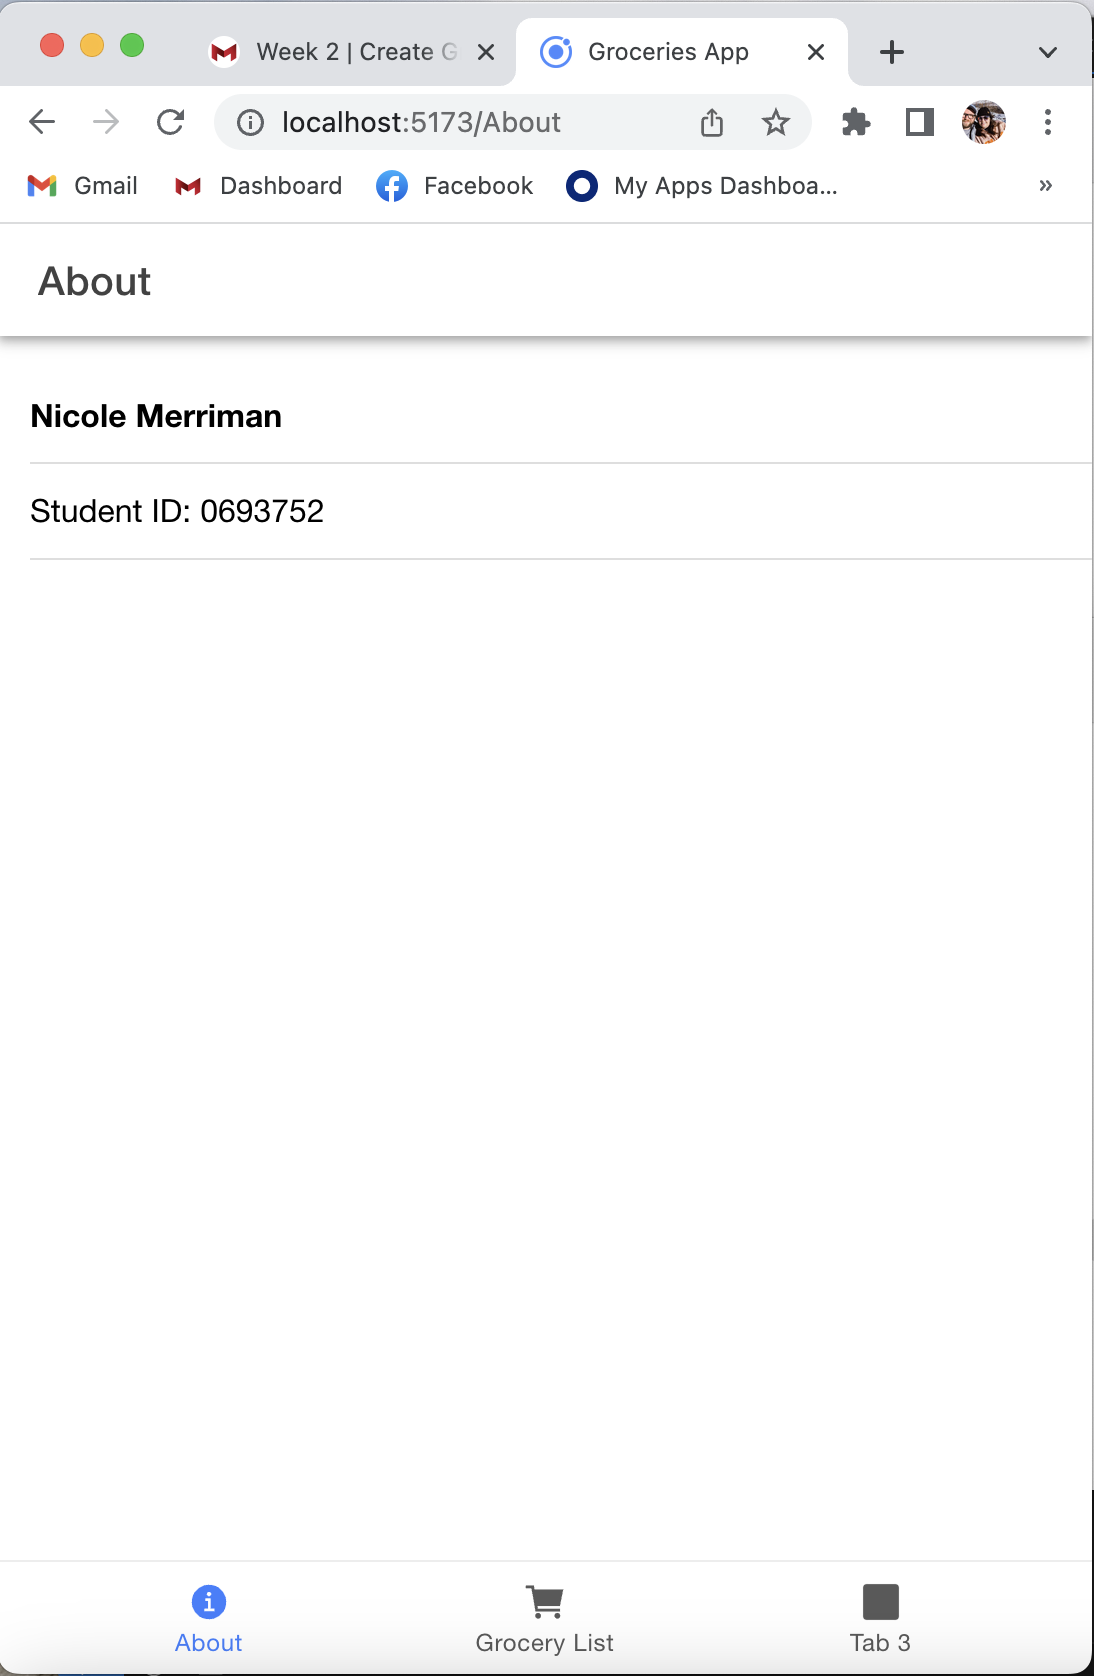 Week 2 | Create G
Groceries App
localhost:5173/About
Gmail
Dashboard
Facebook
My Apps Dashboa...
»
About
Nicole Merriman
Student ID: 0693752
About
Grocery List
Tab 3